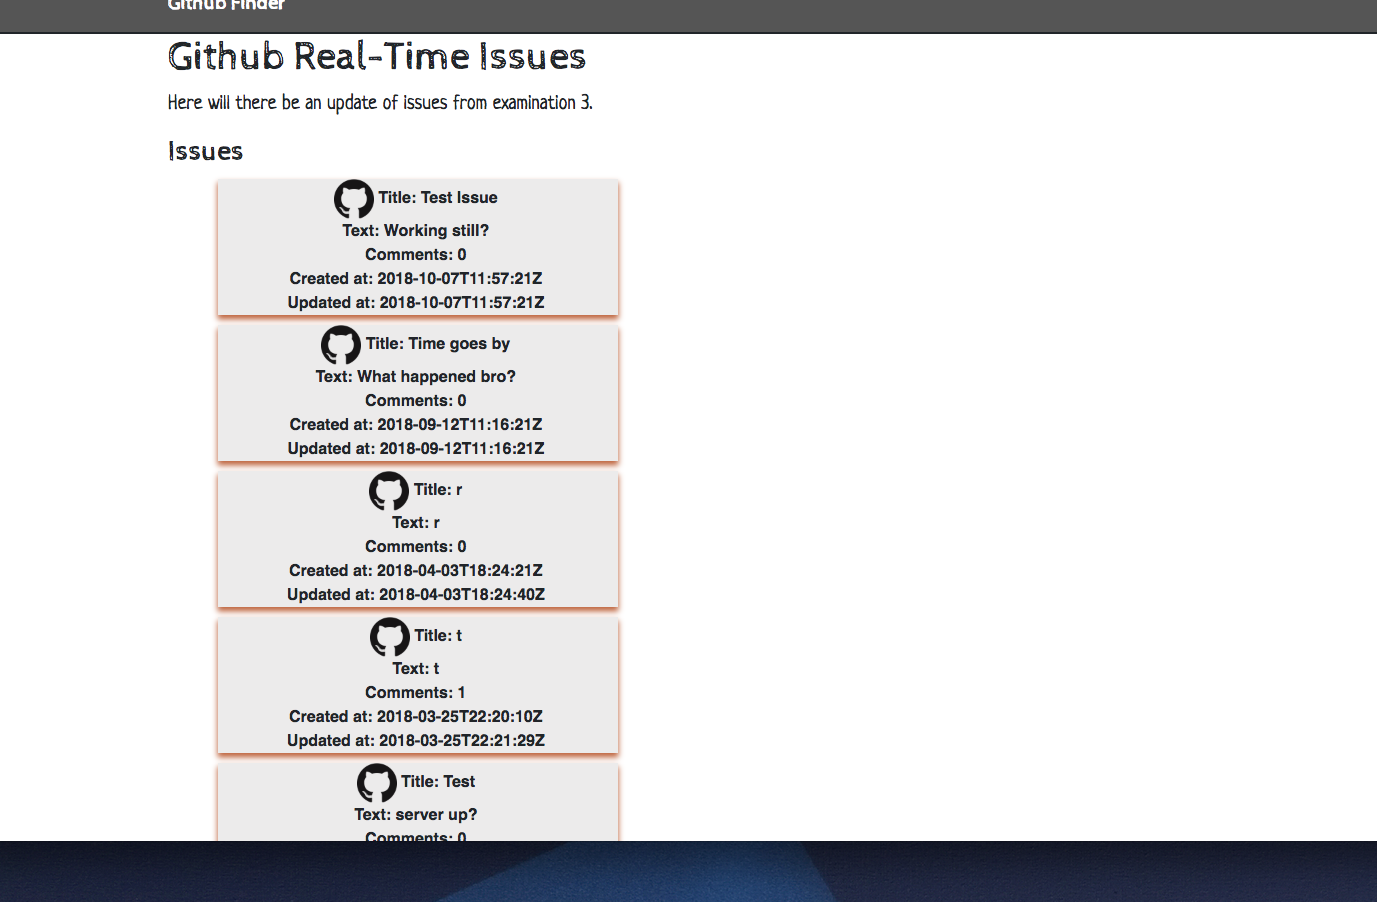 Github Finder
Github Real-Time Issues
Here will there be an update of issues from examination 3.
Issues
Title: Test Issue
Text: Working still?
Comments: 0
Created at: 2018-10-07T11:57:21Z
Updated at: 2018-10-07T11:57:21Z
Title: Time goes by
Text: What happened bro?
Comments: 0
Created at: 2018-09-12T11:16:21Z
Updated at: 2018-09-12T11:16:21Z
Title: r
Text: r
Comments: 0
Created at: 2018-04-03T18:24:21Z
Updated at: 2018-04-03T18:24:40Z
Title: t
Text: t
Comments: 1
Created at: 2018-03-25T22:20:10Z
Updated at: 2018-03-25T22:21:29Z
Title: Test
Text: server up?
Comments: 0